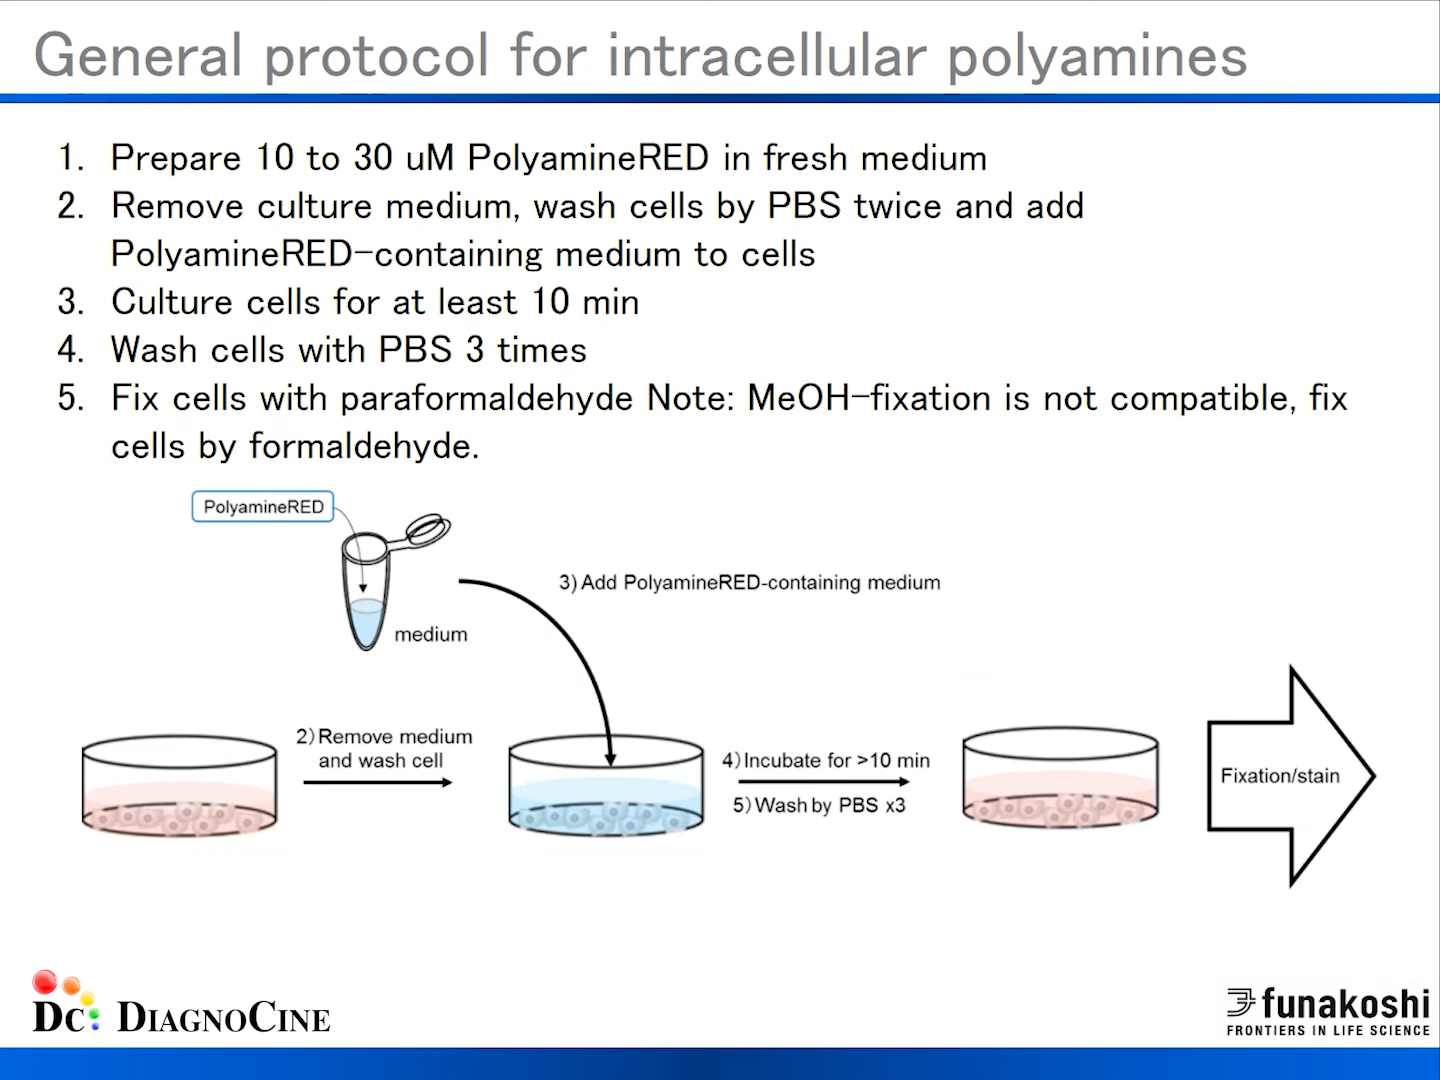 General protocol for intracellular polyamines
1. Prepare 10 to 30 uM PolyamineRED in fresh medium
2. Remove culture medium, wash cells by PBS twice and add
PolyamineRED-containing medium to cells
3. Culture cells for at least 10 min
4. Wash cells with PBS 3 times
5. Fix cells with paraformaldehyde Note: MeOH-fixation is not compatible, fix
cells by formaldehyde.
PolyamineRED
medium
3) Add PolyamineRED-containing medium
2) Remove medium
and wash cell
4) Incubate for >10 min
5) Wash by PBS x3
Fixation/stain
Dc: DiagnoCine
funakoshi
FRONTIERS IN LIFE SCIENCE